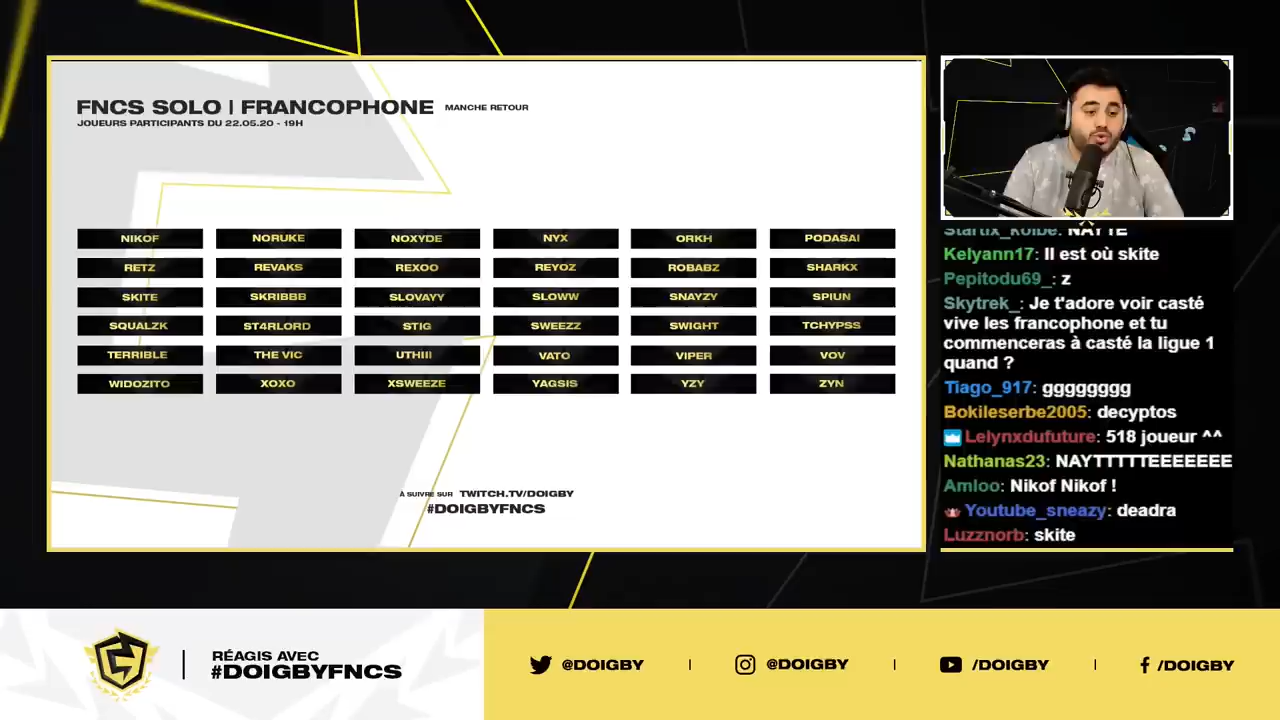 FNCS SOLO | FRANCOPHONE MANCHE RETOUR
JOUEURS PARTICIPANTS DU 22.05.20 - 19H
NIKOF NORUKE NOXYDE NYX ORKH PODASAI
RETZ REVAKS REXOO REYOZ ROBABZ SHARKX
SKITE SKRIBBB SLOVAYY SLOWW SNAYZY SPIUN
SQUALZK ST4RLORD STIG SWEEZZ SWIGHT TCHYPSS
TERRIBLE THE VIC UTHIII VATO VIPER VOV
WIDOZITO XOXO XSWEEZE YAGSIS YZY ZYN
À SUIVRE SUR TWITCH.TV/DOIGBY
#DOIGBYFNCS
Startix_kolbe: NAYTE
Kelyann17: Il est où skite
Pepitodu69_: z
Skytrek_: Je t'adore voir casté
vive les francophone et tu
commenceras à casté la ligue 1
quand ?
Tiago_917: gggggggg
Bokileserbe2005: decyptos
Lelynxdufuture: 518 joueur ^^
Nathanas23: NAYTTTTTEEEEEEE
Amloo: Nikof Nikof !
Youtube_sneazy: deadra
Luzznorb: skite
RÉAGIS AVEC
#DOIGBYFNCS
@DOIGBY | @DOIGBY | /DOIGBY | /DOIGBY